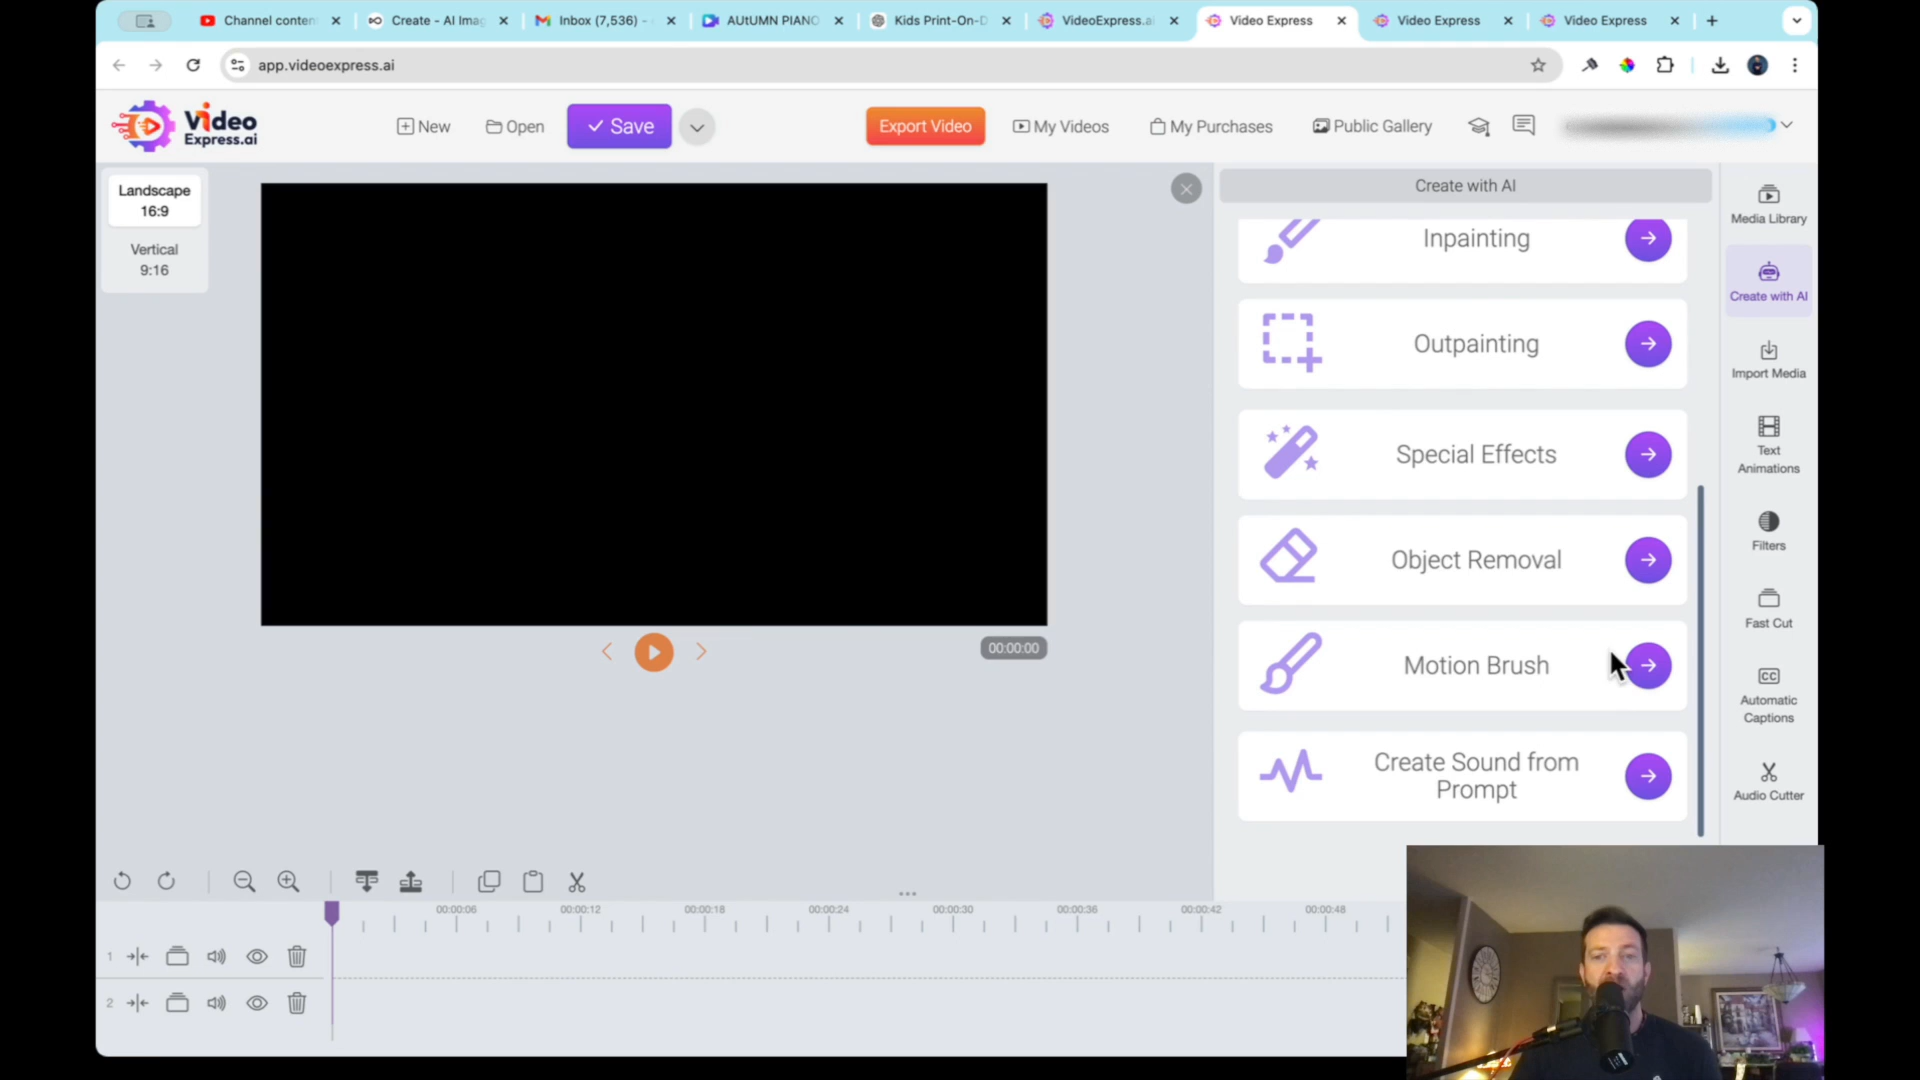 Channel conten
Create - AI Imag
Inbox (7,536) -
AUtUMN PIANO
Kids Print-On-D
VideoExpress.ai
Video Express
Video Express
Video Express
app.videoexpress.ai
Video
Express.ai
New
Open
Save
Export Video
My Videos
My Purchases
Public Gallery
Landscape
16:9
Vertical
9:16
00:00:00
Create with AI
Inpainting
Outpainting
Special Effects
Object Removal
Motion Brush
Create Sound from
Prompt
Media Library
Create with AI
Import Media
Text
Animations
Filters
Fast Cut
CC
Automatic
Captions
Audio Cutter
00:00:06
00:00:12
00:00:18
00:00:24
00:00:30
00:00:36
00:00:42
00:00:48
1
2